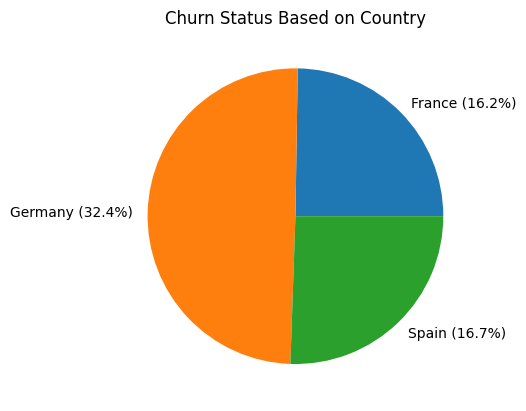 Churn Status Based on Country
France (16.2%)
Germany (32.4%)
Spain (16.7%)